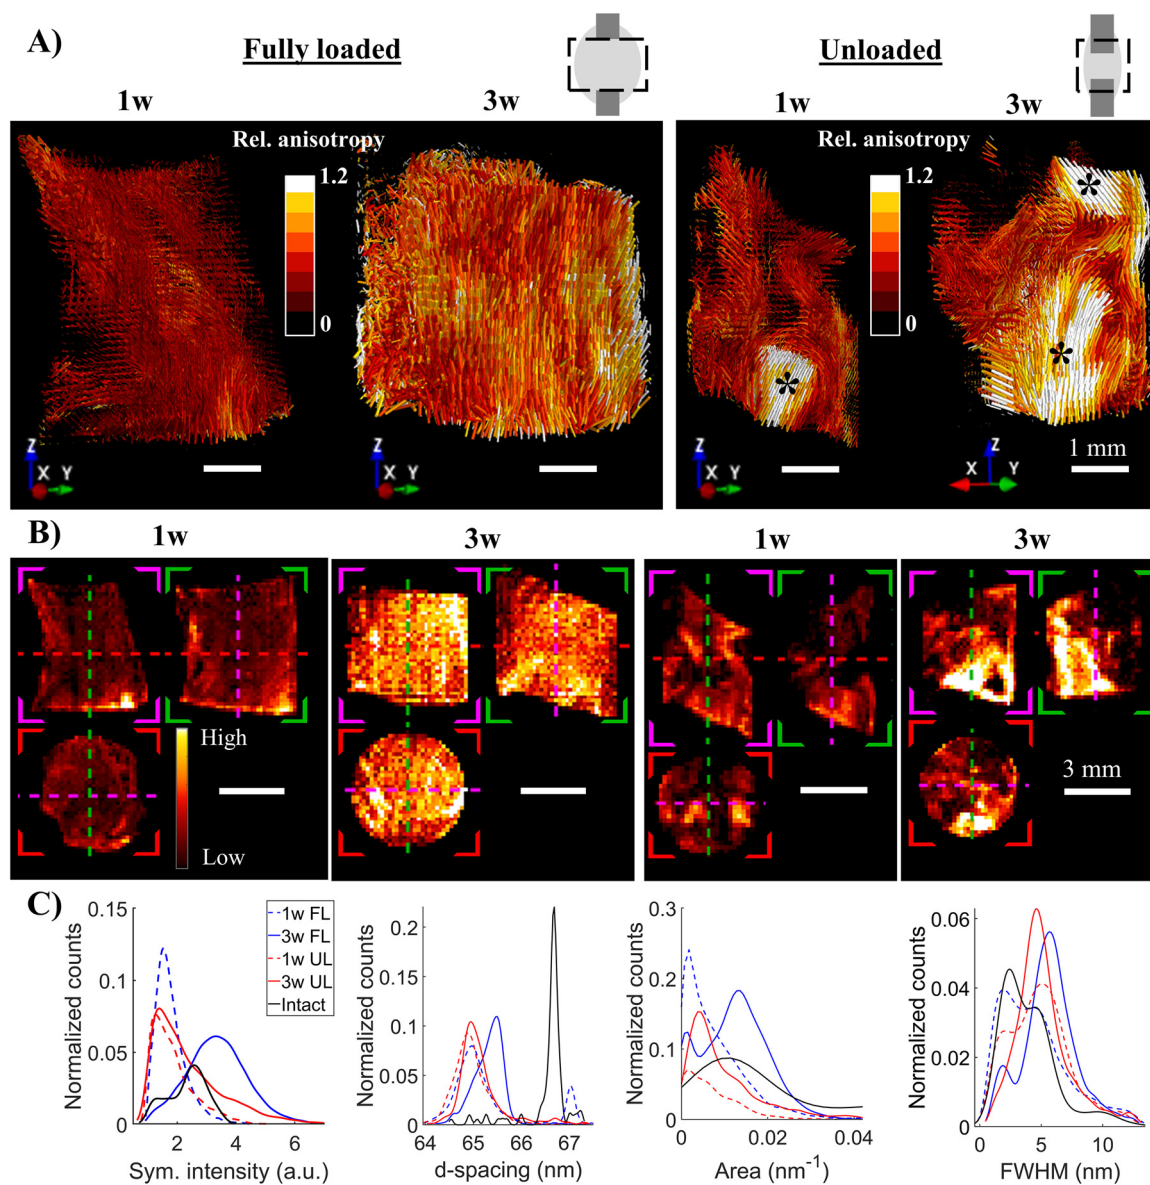 A)
Fully loaded
Unloaded
1w
3w
1w
3w
Rel. anisotropy
1.2
0
Rel. anisotropy
1.2
0
*
*
*
Z
X
Y
Z
X
Y
Z
X
Y
Z
X
Y
1 mm
B)
1w
3w
1w
3w
High
Low
3 mm
C)
Normalized counts
0.15
0.1
0.05
0
2
4
6
Sym. intensity (a.u.)
1w FL
3w FL
1w UL
3w UL
Intact
Normalized counts
0.2
0.15
0.1
0.05
0
64
65
66
67
d-spacing (nm)
Normalized counts
0.3
0.2
0.1
0
0
0.02
0.04
Area (nm⁻¹)
Normalized counts
0.06
0.04
0.02
0
0
5
10
FWHM (nm)